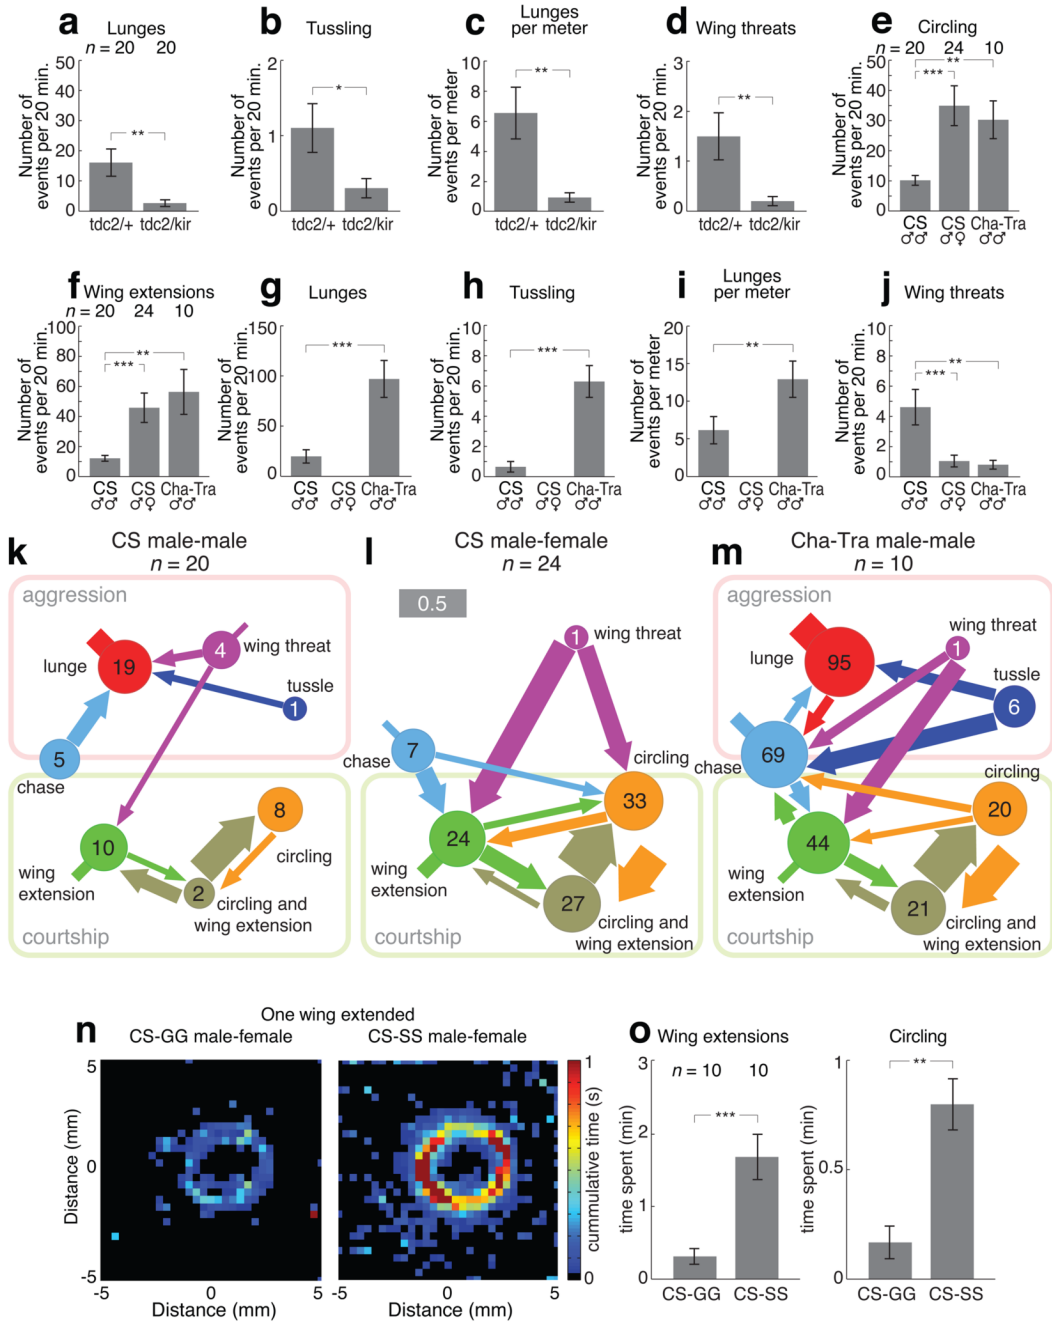 a Lunges
n = 20 20
Number of
events per 20 min.
50
40
30
20
10
0
**
tdc2/+ tdc2/kir
b Tussling
Number of
events per 20 min.
2
1
0
*
tdc2/+ tdc2/kir
c Lunges
per meter
Number of
events per meter
10
8
6
4
2
0
**
tdc2/+ tdc2/kir
d Wing threats
Number of
events per 20 min.
3
2
1
0
**
tdc2/+ tdc2/kir
e Circling
n = 20 24 10
Number of
events per 20 min.
50
40
30
20
10
0
**
***
CS CS Cha-Tra
♂♂ ♂♀ ♂♂
f Wing extensions
n = 20 24 10
Number of
events per 20 min.
100
80
60
40
20
0
**
***
CS CS Cha-Tra
♂♂ ♂♀ ♂♂
g Lunges
Number of
events per 20 min.
150
100
50
0
***
CS CS Cha-Tra
♂♂ ♂♀ ♂♂
h Tussling
Number of
events per 20 min.
10
8
6
4
2
0
***
CS CS Cha-Tra
♂♂ ♂♀ ♂♂
i Lunges
per meter
Number of
events per meter
20
15
10
5
0
**
CS CS Cha-Tra
♂♂ ♂♀ ♂♂
j Wing threats
Number of
events per 20 min.
10
8
6
4
2
0
**
***
CS CS Cha-Tra
♂♂ ♂♀ ♂♂
k CS male-male
n = 20
aggression
lunge
19
4
wing threat
tussle
1
5
chase
10
8
wing
extension
circling
2
circling and
wing extension
courtship
l CS male-female
n = 24
0.5
1
wing threat
7
chase
circling
33
24
wing
extension
27
circling and
wing extension
courtship
m Cha-Tra male-male
n = 10
aggression
wing threat
1
lunge
95
tussle
6
69
chase
circling
20
44
wing
extension
21
circling and
wing extension
courtship
n One wing extended
CS-GG male-female CS-SS male-female
Distance (mm)
5
0
-5
-5 0 5
Distance (mm)
-5 0 5
Distance (mm)
1
0
cummulative time (s)
o Wing extensions
n = 10 10
time spent (min)
3
2
1
0
***
CS-GG CS-SS
Circling
time spent (min)
1
0.5
0
**
CS-GG CS-SS